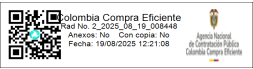 Colombia Compra Eficiente
Rad No. 2_2025_08_19_008448
Anexos: No Con copia: No
Fecha: 19/08/2025 12:21:08
Agencia Nacional
de Contratación Pública
Colombia Compra Eficiente